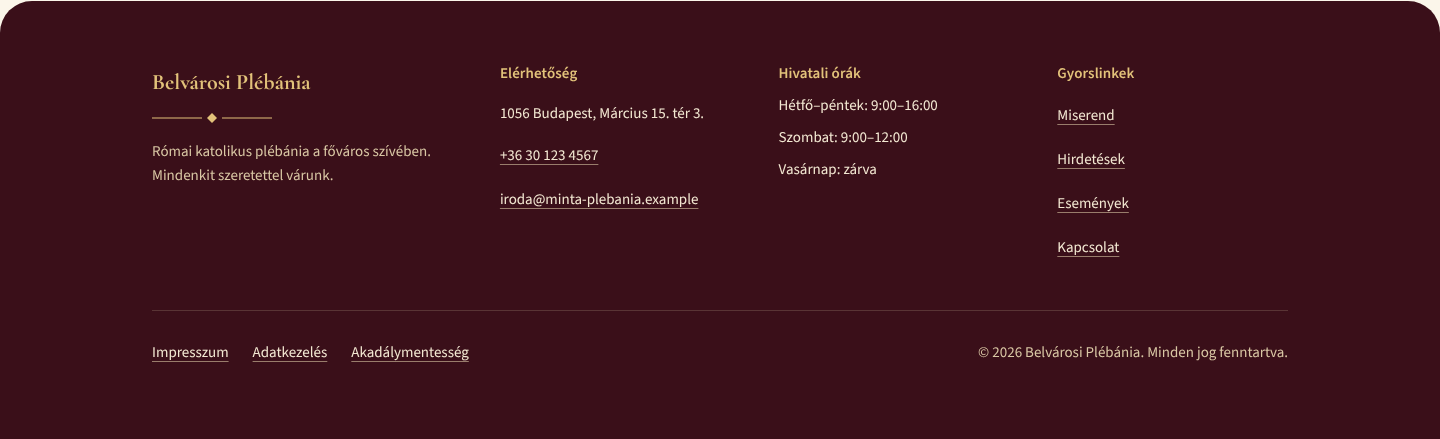 Belvárosi Plébánia
Római katolikus plébánia a főváros szívében.
Mindenkit szeretettel várunk.
Elérhetőség
1056 Budapest, Március 15. tér 3.
+36 30 123 4567
iroda@minta-plebania.example
Hivatali órák
Hétfő–péntek: 9:00–16:00
Szombat: 9:00–12:00
Vasárnap: zárva
Gyorslinkek
Miserend
Hirdetések
Események
Kapcsolat
Impresszum Adatkezelés Akadálymentesség
© 2026 Belvárosi Plébánia. Minden jog fenntartva.